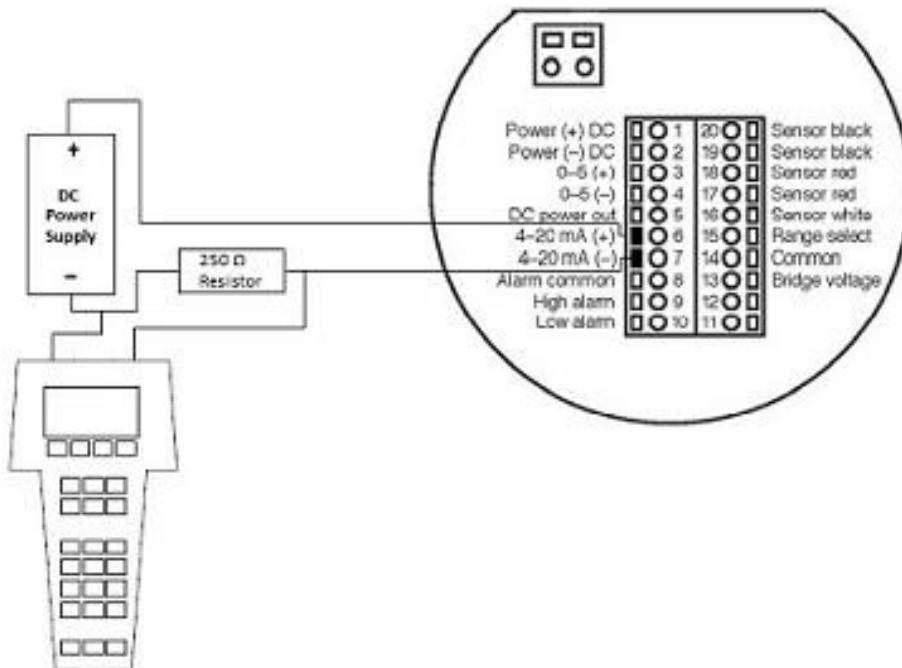 +
DC
Power
Supply
−
250 Ω
Resistor
Power (+) DC 1 20 Sensor black
Power (−) DC 2 19 Sensor black
0–5 (+) 3 18 Sensor red
0–5 (−) 4 17 Sensor red
DC power out 5 16 Sensor white
4–20 mA (+) 6 15 Range select
4–20 mA (−) 7 14 Common
Alarm common 8 13 Bridge voltage
High alarm 9 12
Low alarm 10 11